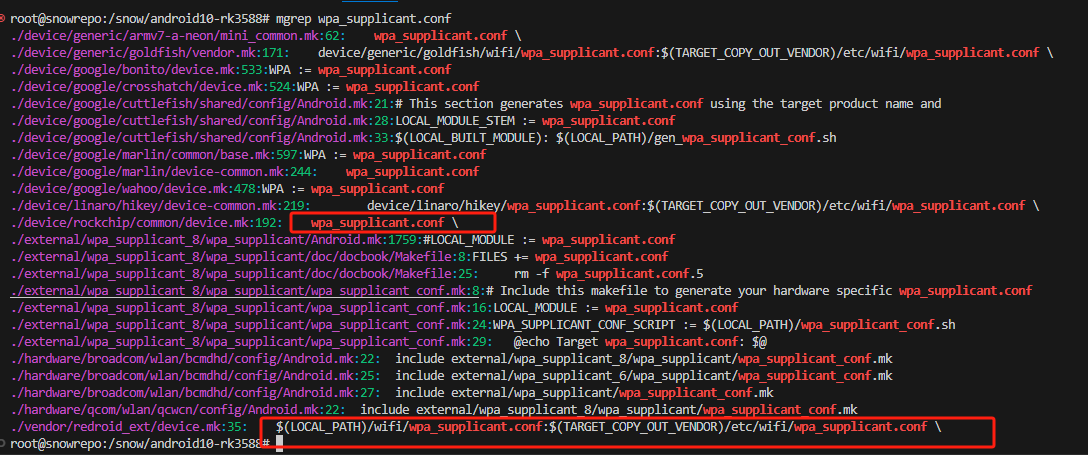 root@snowrepo:/snow/android10-rk3588# mgrep wpa_supplicant.conf
./device/generic/armv7-a-neon/mini_common.mk:62:    wpa_supplicant.conf \
./device/generic/goldfish/vendor.mk:171:    device/generic/goldfish/wifi/wpa_supplicant.conf:$(TARGET_COPY_OUT_VENDOR)/etc/wifi/wpa_supplicant.conf \
./device/google/bonito/device.mk:533:WPA := wpa_supplicant.conf
./device/google/crosshatch/device.mk:524:WPA := wpa_supplicant.conf
./device/google/cuttlefish/shared/config/Android.mk:21:# This section generates wpa_supplicant.conf using the target product name and
./device/google/cuttlefish/shared/config/Android.mk:28:LOCAL_MODULE_STEM := wpa_supplicant.conf
./device/google/cuttlefish/shared/config/Android.mk:33:$(LOCAL_BUILT_MODULE): $(LOCAL_PATH)/gen_wpa_supplicant_conf.sh
./device/google/marlin/common/base.mk:597:WPA := wpa_supplicant.conf
./device/google/marlin/device-common.mk:244:    wpa_supplicant.conf
./device/google/wahoo/device.mk:478:WPA := wpa_supplicant.conf
./device/linaro/hikey/device-common.mk:219:        device/linaro/hikey/wpa_supplicant.conf:$(TARGET_COPY_OUT_VENDOR)/etc/wifi/wpa_supplicant.conf \
./device/rockchip/common/device.mk:192:    wpa_supplicant.conf \
./external/wpa_supplicant_8/wpa_supplicant/Android.mk:1759:#LOCAL_MODULE := wpa_supplicant.conf
./external/wpa_supplicant_8/wpa_supplicant/doc/docbook/Makefile:8:FILES += wpa_supplicant.conf
./external/wpa_supplicant_8/wpa_supplicant/doc/docbook/Makefile:25:    rm -f wpa_supplicant.conf.5
./external/wpa_supplicant_8/wpa_supplicant/wpa_supplicant_conf.mk:8:# Include this makefile to generate your hardware specific wpa_supplicant.conf
./external/wpa_supplicant_8/wpa_supplicant/wpa_supplicant_conf.mk:16:LOCAL_MODULE := wpa_supplicant.conf
./external/wpa_supplicant_8/wpa_supplicant/wpa_supplicant_conf.mk:24:WPA_SUPPLICANT_CONF_SCRIPT := $(LOCAL_PATH)/wpa_supplicant_conf.sh
./external/wpa_supplicant_8/wpa_supplicant/wpa_supplicant_conf.mk:29:   @echo Target wpa_supplicant.conf: $@
./hardware/broadcom/wlan/bcmdhd/config/Android.mk:22:  include external/wpa_supplicant_8/wpa_supplicant/wpa_supplicant_conf.mk
./hardware/broadcom/wlan/bcmdhd/config/Android.mk:25:  include external/wpa_supplicant_6/wpa_supplicant/wpa_supplicant_conf.mk
./hardware/broadcom/wlan/bcmdhd/config/Android.mk:27:  include external/wpa_supplicant/wpa_supplicant_conf.mk
./hardware/qcom/wlan/qcwcn/config/Android.mk:22:  include external/wpa_supplicant_8/wpa_supplicant/wpa_supplicant_conf.mk
./vendor/redroid_ext/device.mk:35:    $(LOCAL_PATH)/wifi/wpa_supplicant.conf:$(TARGET_COPY_OUT_VENDOR)/etc/wifi/wpa_supplicant.conf \
root@snowrepo:/snow/android10-rk3588#